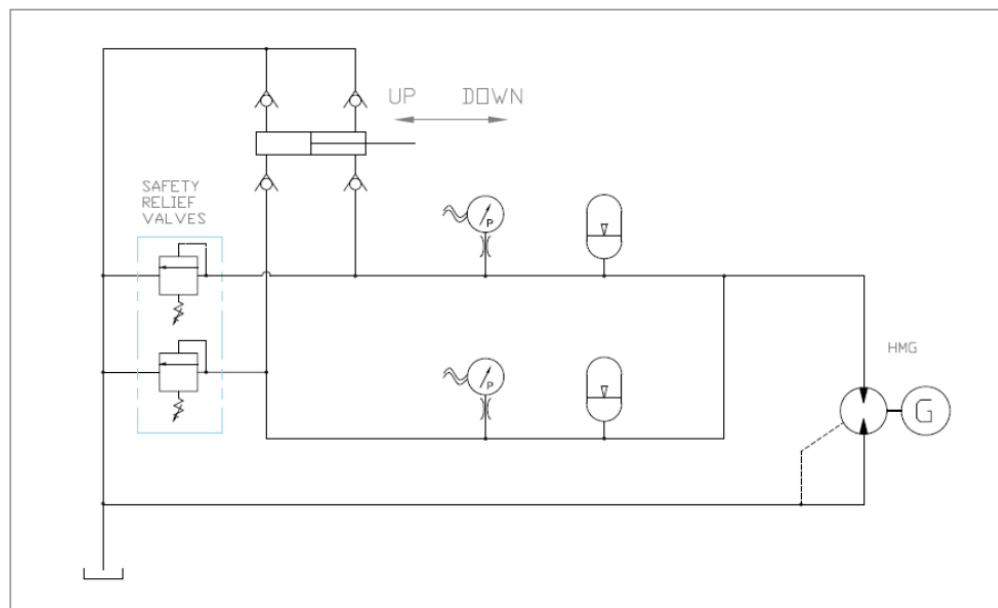 UP DOWN
SAFETY
RELIEF
VALVES
P
P
HMG
G